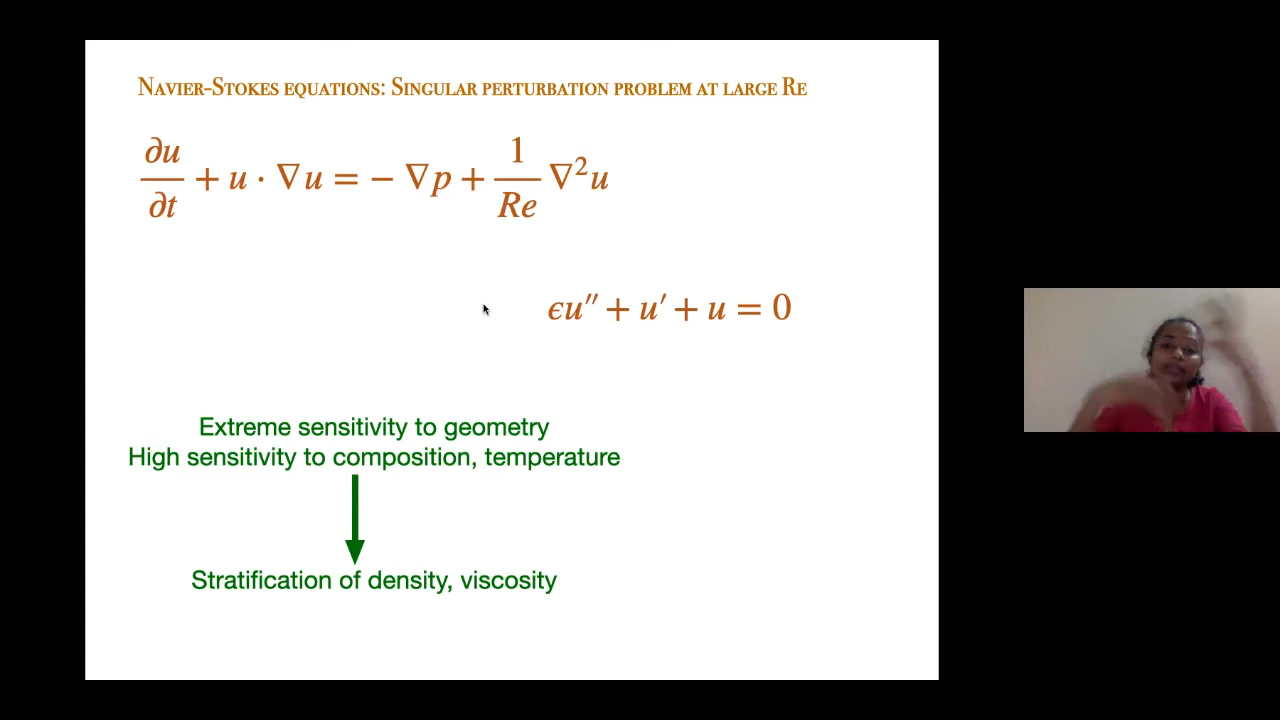 Navier-Stokes equations: Singular perturbation problem at large Re
∂u/∂t + u · ∇u = − ∇p + 1/Re ∇²u
ϵu″ + u′ + u = 0
Extreme sensitivity to geometry
High sensitivity to composition, temperature
Stratification of density, viscosity